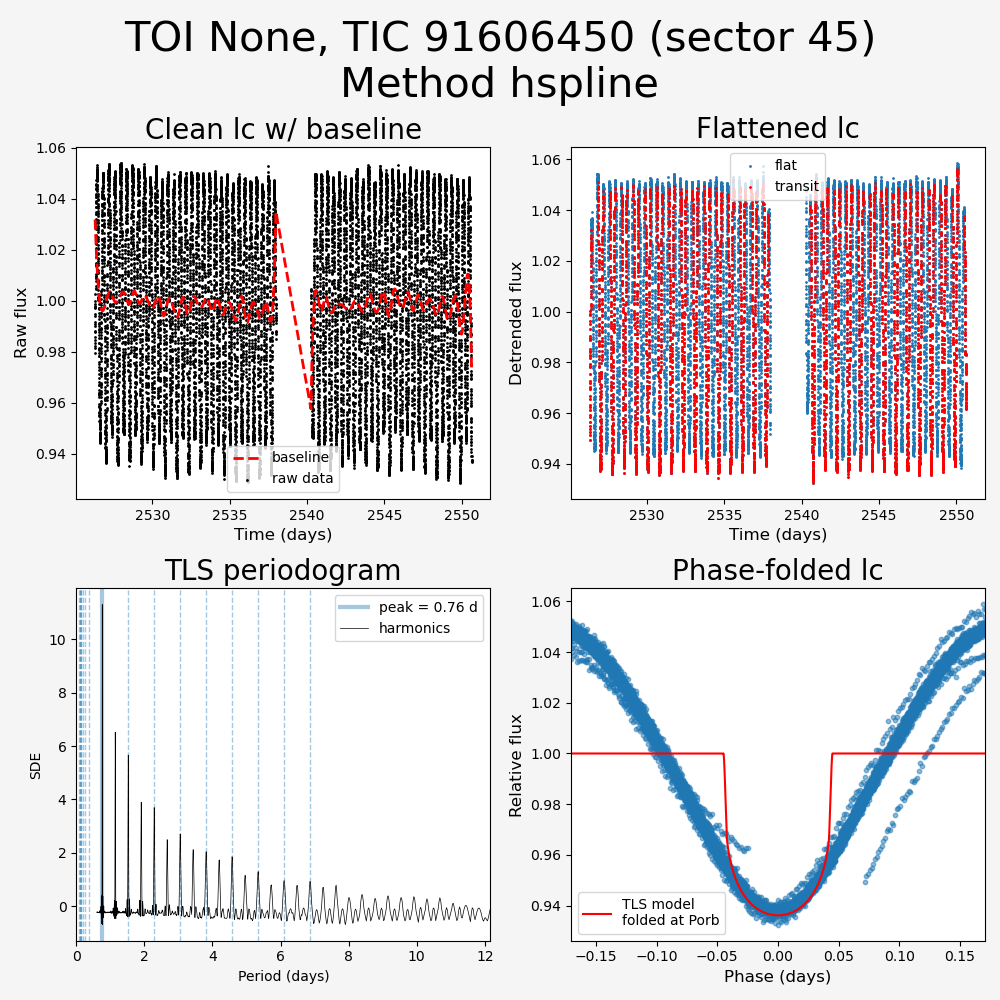 TOI None, TIC 91606450 (sector 45)
Method hspline
Clean lc w/ baseline
Raw flux
1.06
1.04
1.02
1.00
0.98
0.96
0.94
baseline
raw data
2530
2535
2540
2545
2550
Time (days)
Flattened lc
Detrended flux
1.06
1.04
1.02
1.00
0.98
0.96
0.94
flat
transit
2530
2535
2540
2545
2550
Time (days)
TLS periodogram
SDE
10
8
6
4
2
0
peak = 0.76 d
harmonics
0
2
4
6
8
10
12
Period (days)
Phase-folded lc
Relative flux
1.06
1.04
1.02
1.00
0.98
0.96
0.94
TLS model
folded at Porb
−0.15
−0.10
−0.05
0.00
0.05
0.10
0.15
Phase (days)